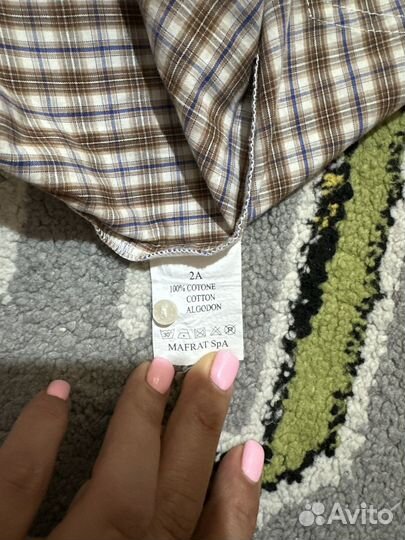 2A
100% COTONE
COTTON
ALGODON
MAFRAT SpA
Avito